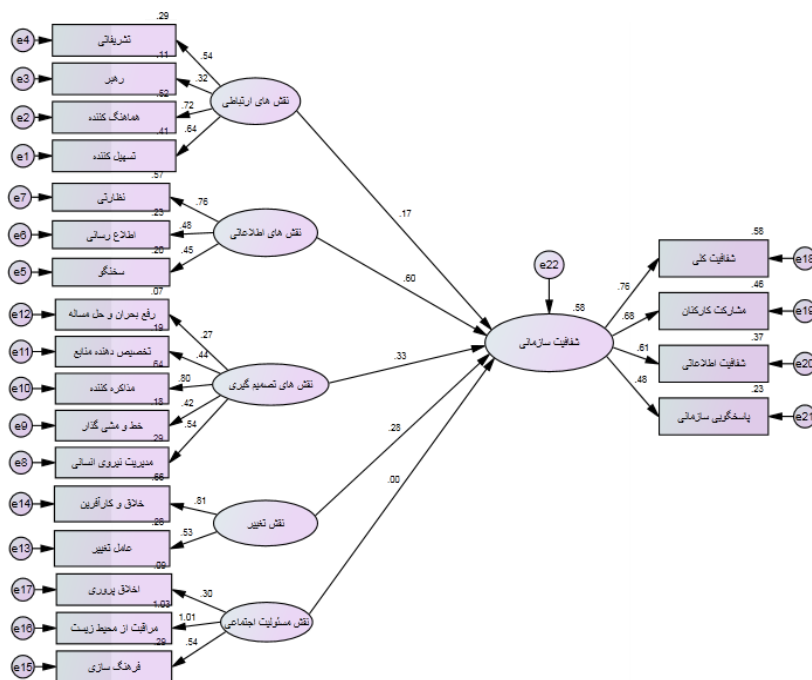 .29
e4
تشریفاتی
.54
.11
e3
رهبر
.32
.52
e2
هماهنگ کننده
.72
.41
e1
تسهیل کننده
.64
نقش های ارتباطی
.17
.57
e7
نظارتی
.76
.23
e6
اطلاع رسانی
.48
.20
e5
سخنگو
.45
نقش های اطلاعاتی
.60
.07
e12
رفع بحران و حل مساله
.27
.19
e11
تخصیص دهنده منابع
.44
.64
e10
مذاکره کننده
.80
.18
e9
خط و مشی گذار
.42
.29
e8
مدیریت نیروی انسانی
.54
نقش های تصمیم گیری
.33
.66
e14
خلاق و کارآفرین
.81
.28
e13
عامل تغییر
.53
نقش تغییر
.28
.09
e17
اخلاق پروری
.30
1.03
e16
مراقبت از محیط زیست
1.01
.29
e15
فرهنگ سازی
.54
نقش مسئولیت اجتماعی
.00
e22
.58
شفافیت سازمانی
.58
.76
شفافیت کلی
e18
.46
.68
مشارکت کارکنان
e19
.37
.61
شفافیت اطلاعاتی
e20
.23
.48
پاسخگویی سازمانی
e21